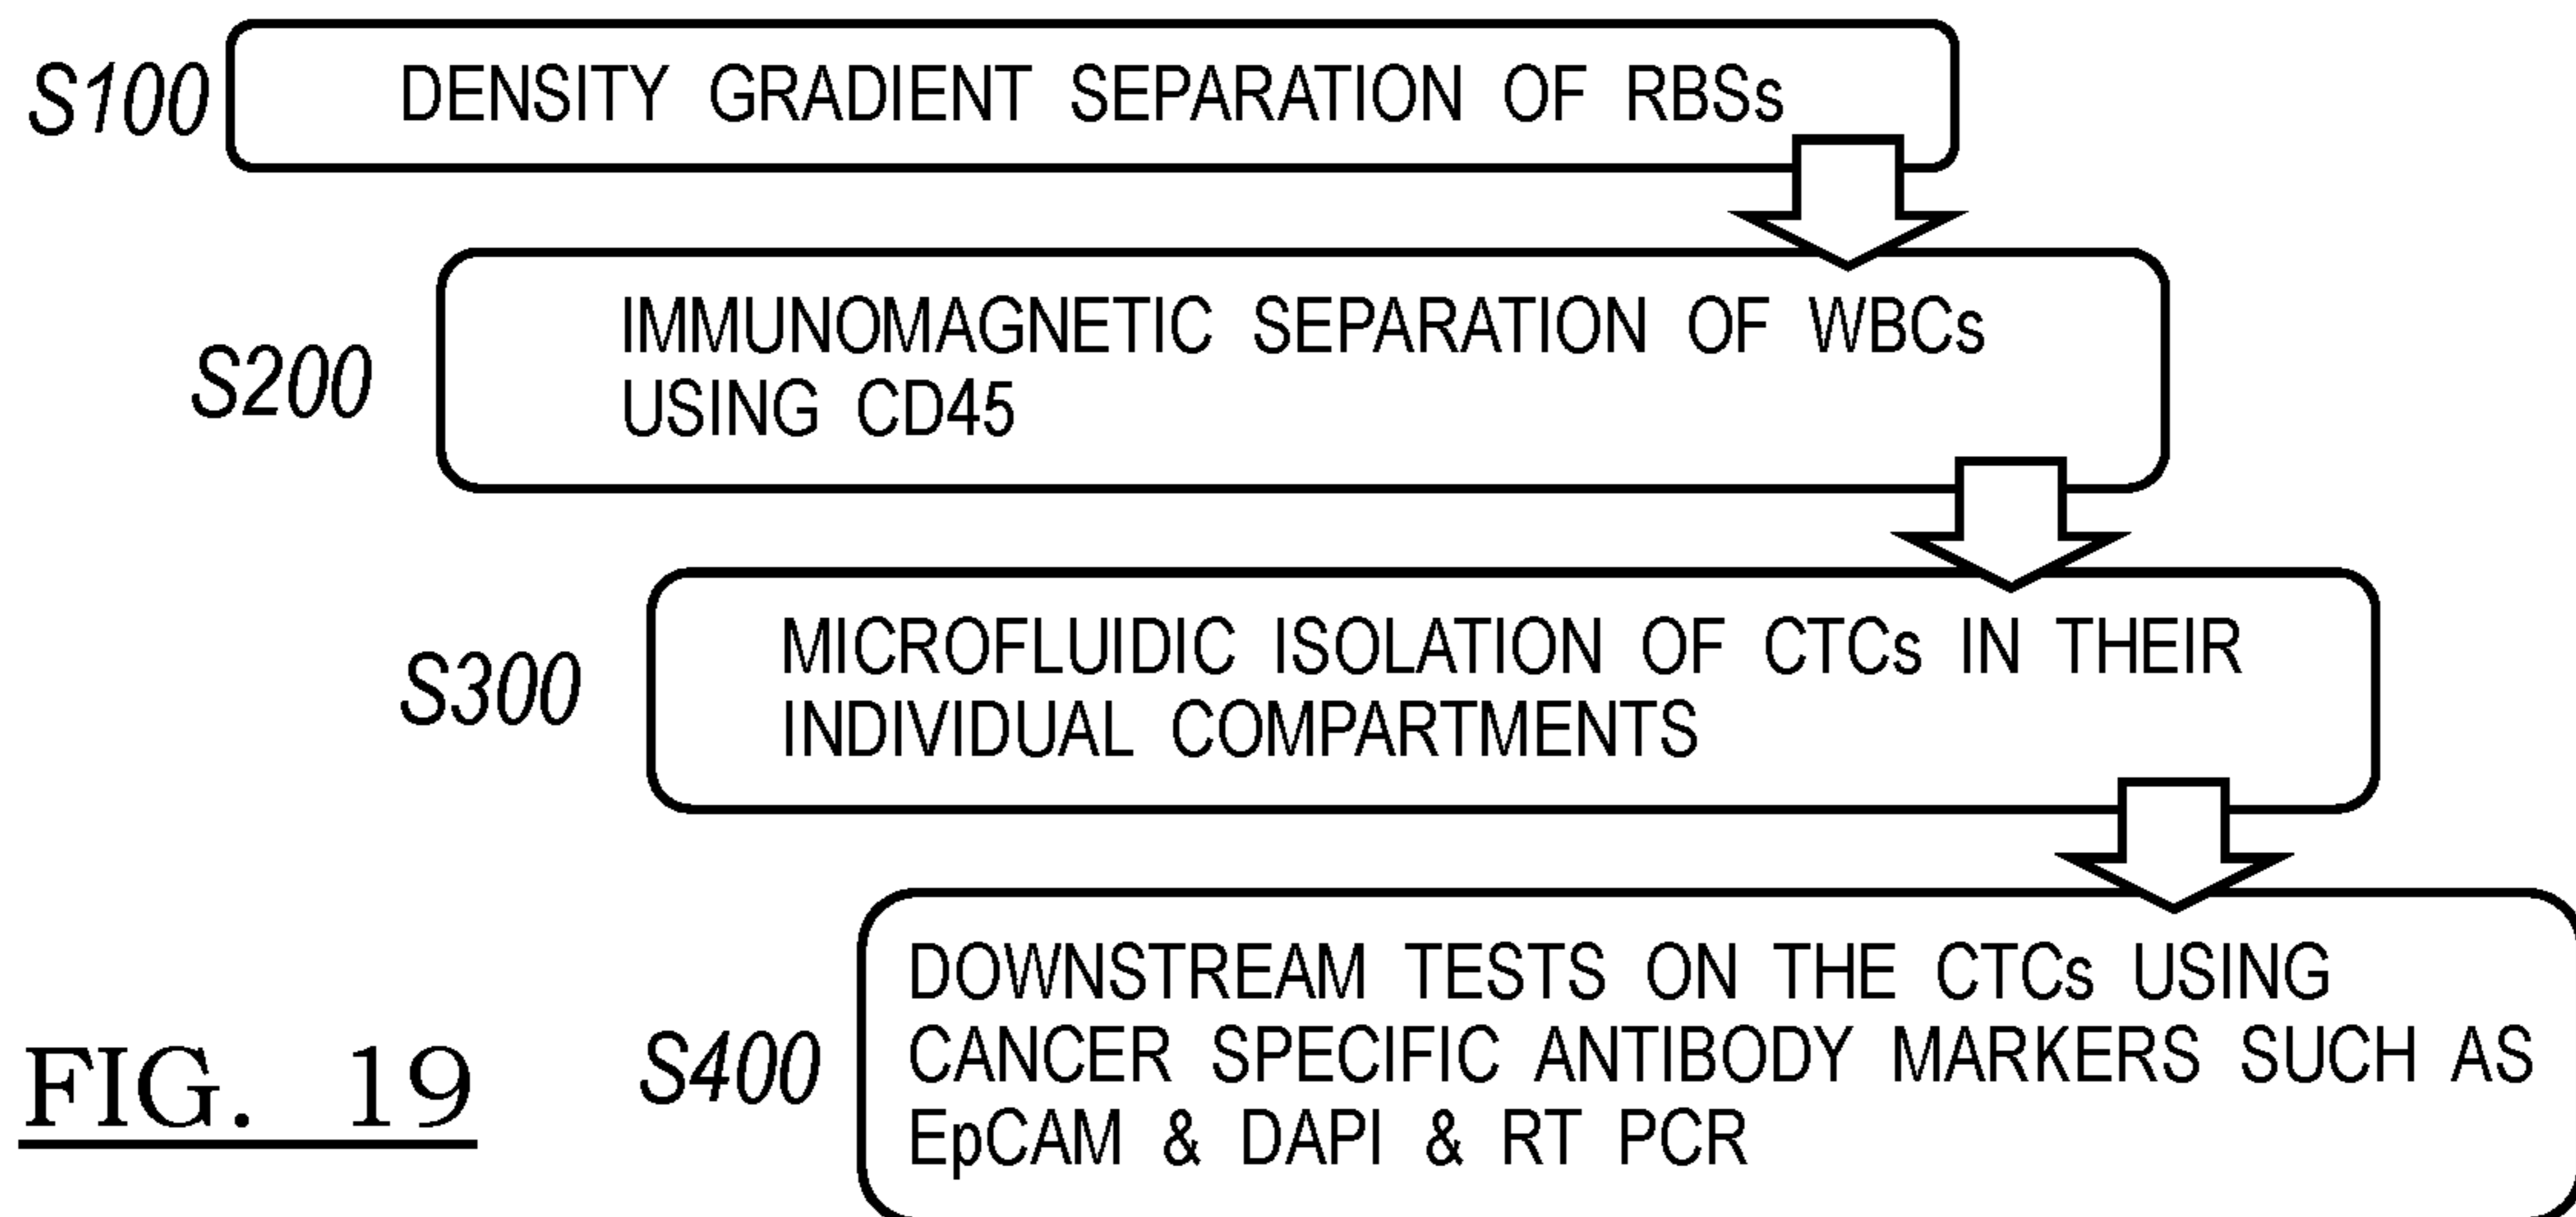 S100
DENSITY GRADIENT SEPARATION OF RBSs
S200
IMMUNOMAGNETIC SEPARATION OF WBCs
USING CD45
S300
MICROFLUIDIC ISOLATION OF CTCs IN THEIR
INDIVIDUAL COMPARTMENTS
S400
DOWNSTREAM TESTS ON THE CTCs USING
CANCER SPECIFIC ANTIBODY MARKERS SUCH AS
EpCAM & DAPI & RT PCR
FIG. 19